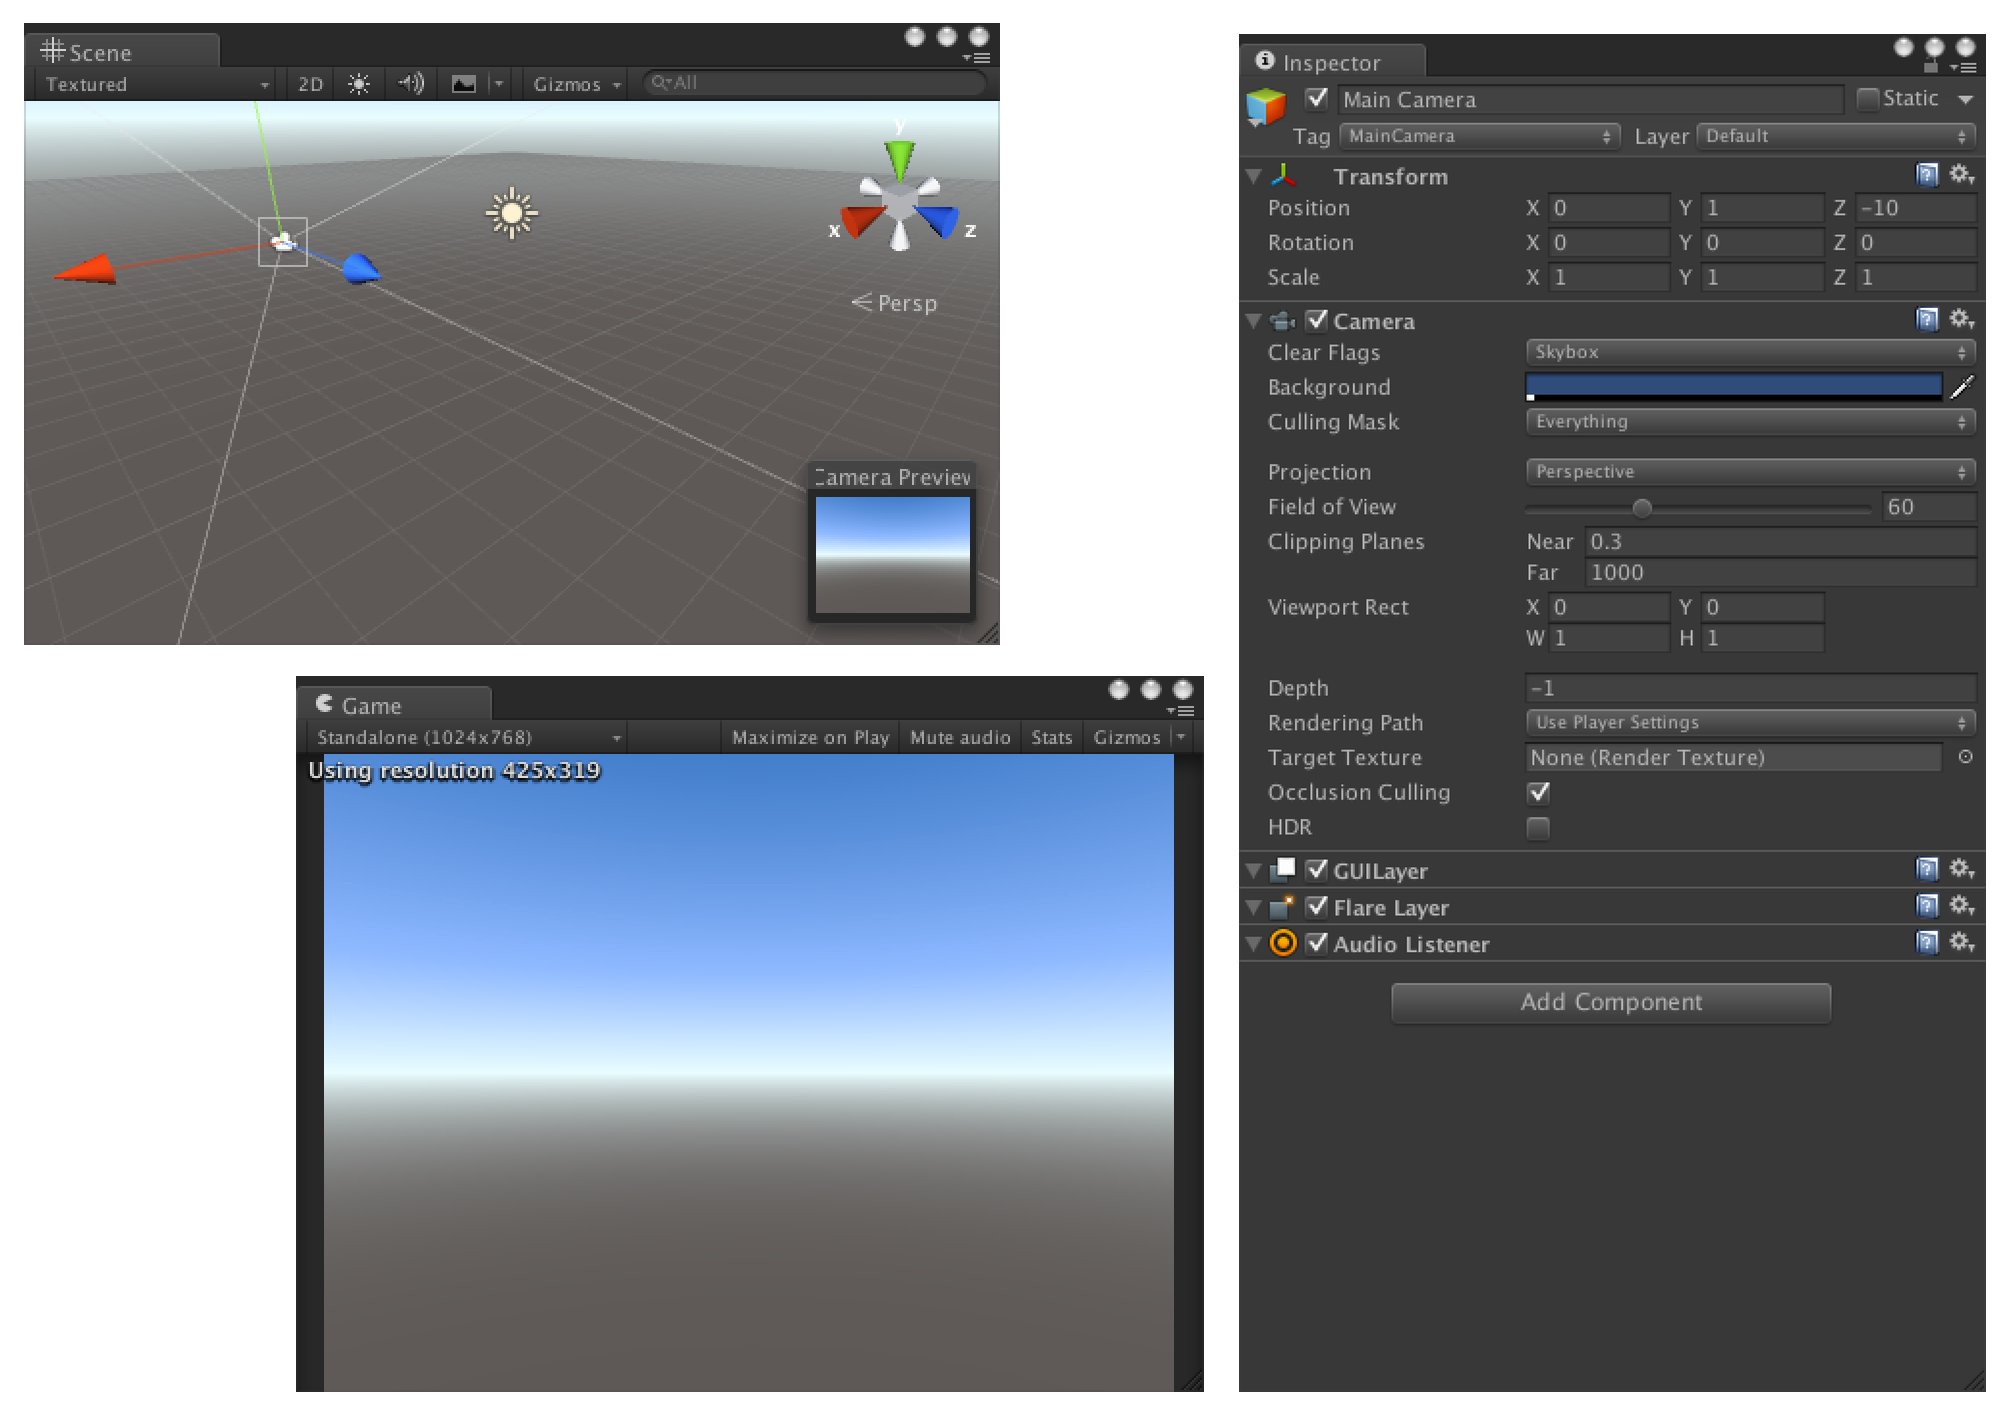 Scene
Textured 2D Gizmos All
y
x z
Persp
Camera Preview
Game
Standalone (1024x768) Maximize on Play Mute audio Stats Gizmos
Using resolution 425x319
Inspector
Main Camera Static
Tag MainCamera Layer Default
Transform
Position X 0 Y 1 Z -10
Rotation X 0 Y 0 Z 0
Scale X 1 Y 1 Z 1
Camera
Clear Flags Skybox
Background
Culling Mask Everything
Projection Perspective
Field of View 60
Clipping Planes Near 0.3
Far 1000
Viewport Rect X 0 Y 0
W 1 H 1
Depth -1
Rendering Path Use Player Settings
Target Texture None (Render Texture)
Occlusion Culling
HDR
GUILayer
Flare Layer
Audio Listener
Add Component